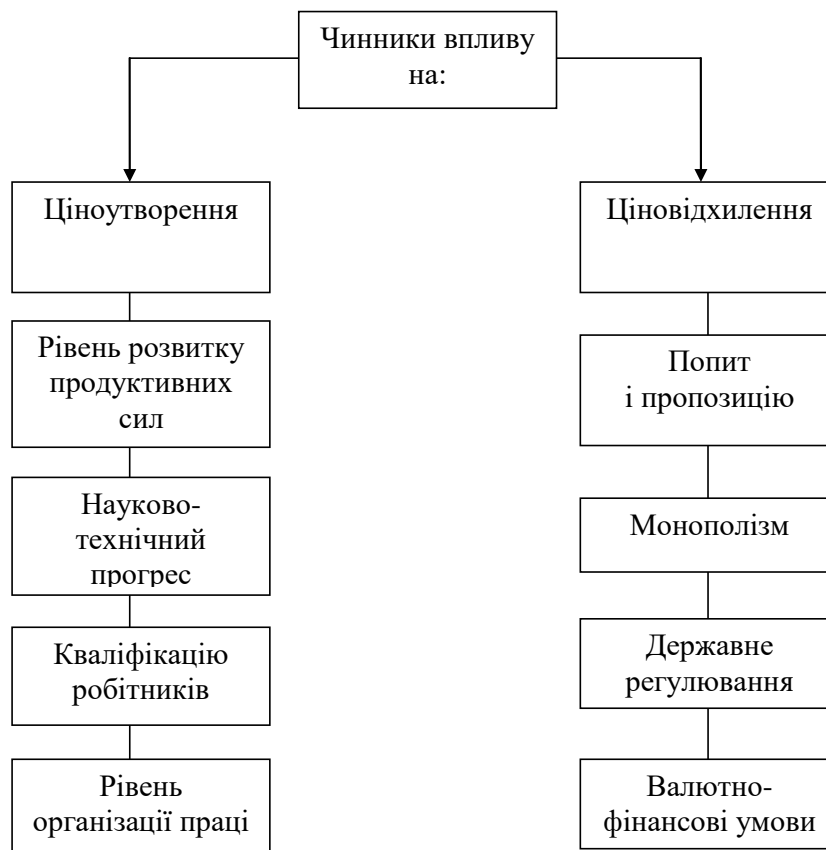 Чинники впливу
на:
Ціноутворення
Рівень розвитку
продуктивних
сил
Науково-
технічний
прогрес
Кваліфікацію
робітників
Рівень
організації праці
Ціновідхилення
Попит
і пропозицію
Монополізм
Державне
регулювання
Валютно-
фінансові умови